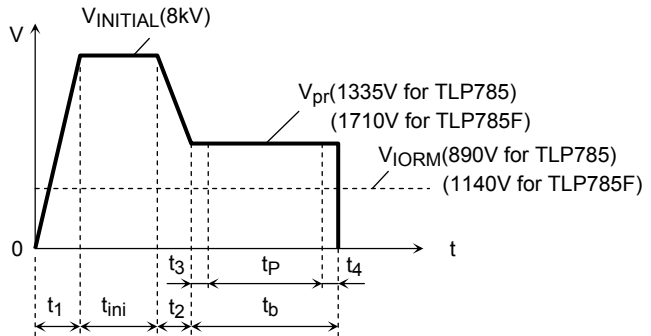 VINITIAL(8kV)
V
Vpr(1335V for TLP785)
(1710V for TLP785F)
VIORM(890V for TLP785)
(1140V for TLP785F)
0
t
t3
tP
t4
t1
tini
t2
tb